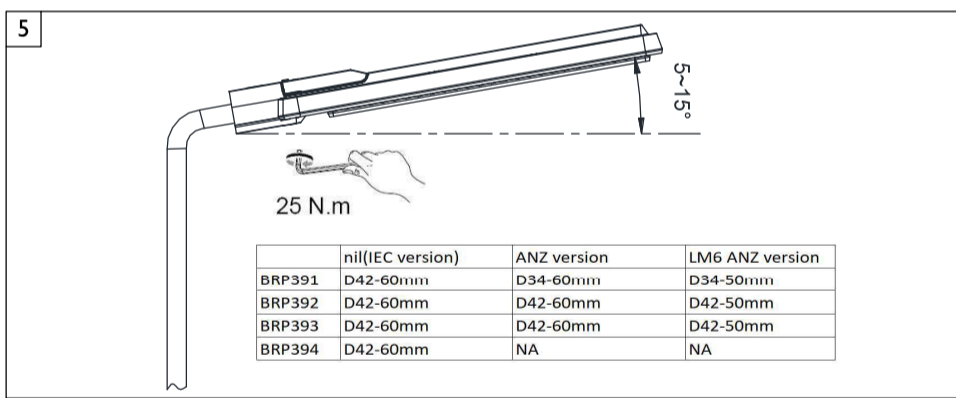 5
5~15°
25 N.m
nil(IEC version) ANZ version LM6 ANZ version
BRP391 D42-60mm D34-60mm D34-50mm
BRP392 D42-60mm D42-60mm D42-50mm
BRP393 D42-60mm D42-60mm D42-50mm
BRP394 D42-60mm NA NA